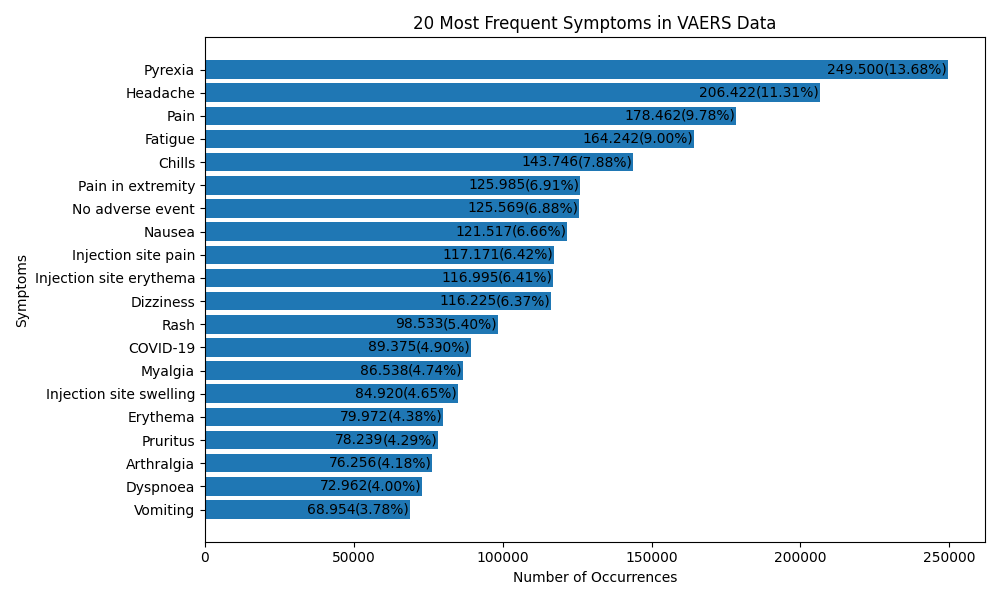 20 Most Frequent Symptoms in VAERS Data
Symptoms
Pyrexia 249.500(13.68%)
Headache 206.422(11.31%)
Pain 178.462(9.78%)
Fatigue 164.242(9.00%)
Chills 143.746(7.88%)
Pain in extremity 125.985(6.91%)
No adverse event 125.569(6.88%)
Nausea 121.517(6.66%)
Injection site pain 117.171(6.42%)
Injection site erythema 116.995(6.41%)
Dizziness 116.225(6.37%)
Rash 98.533(5.40%)
COVID-19 89.375(4.90%)
Myalgia 86.538(4.74%)
Injection site swelling 84.920(4.65%)
Erythema 79.972(4.38%)
Pruritus 78.239(4.29%)
Arthralgia 76.256(4.18%)
Dyspnoea 72.962(4.00%)
Vomiting 68.954(3.78%)
0 50000 100000 150000 200000 250000
Number of Occurrences